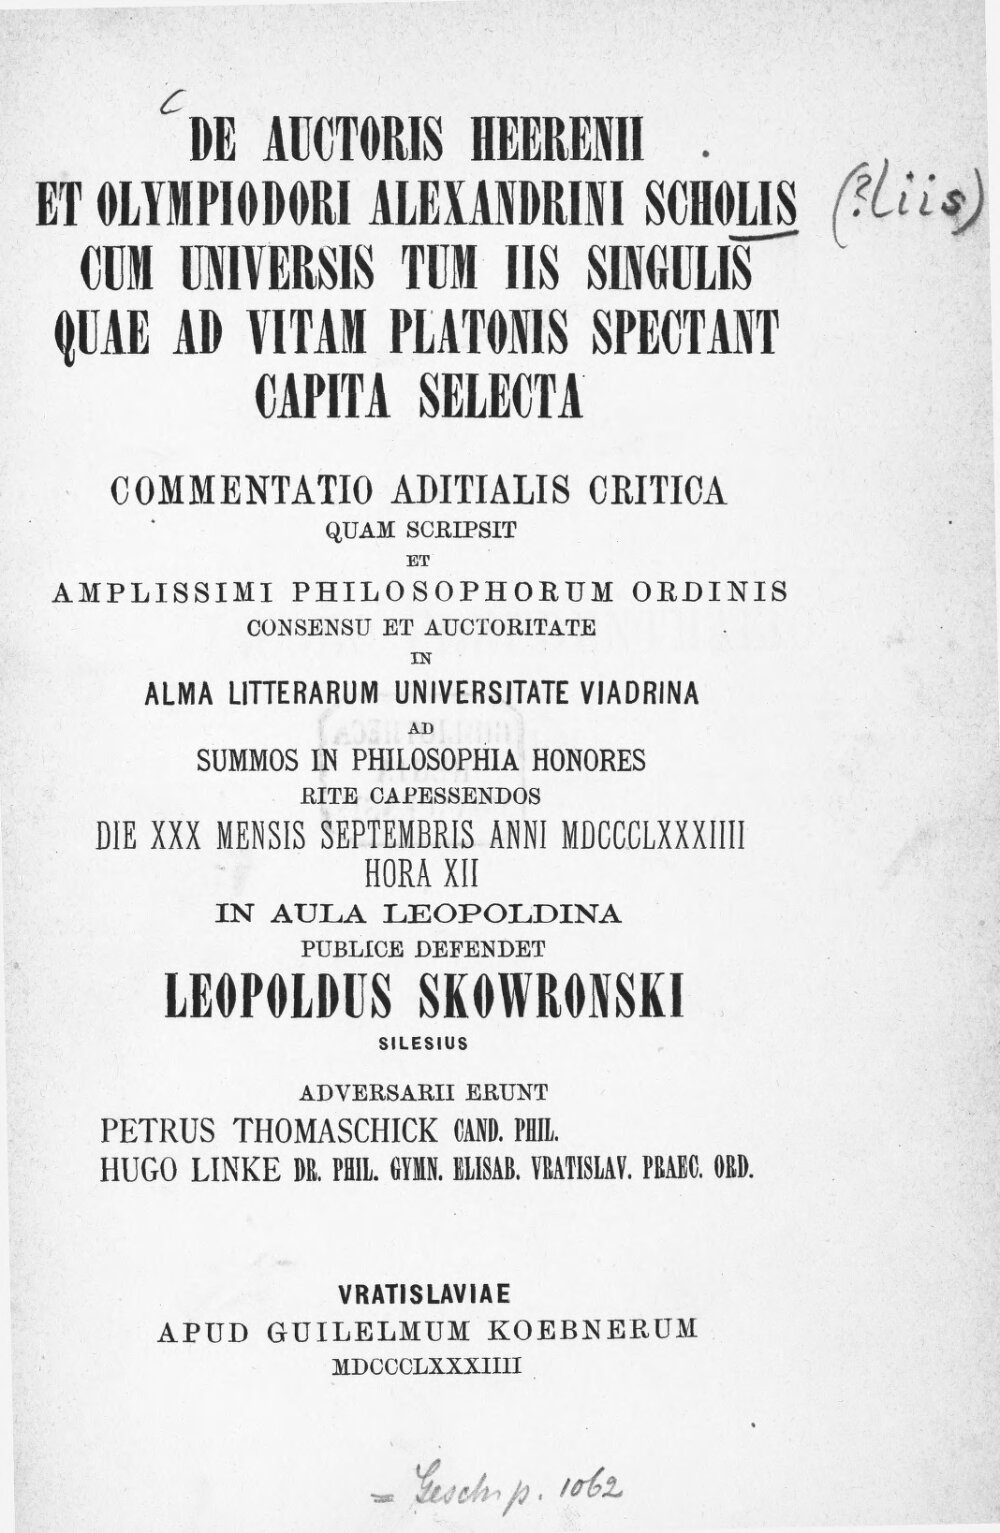 DE AUCTORIS HEERENII
ET OLYMPIODORI ALEXANDRINI SCHOLIS (?liis)
CUM UNIVERSIS TUM IIS SINGULIS
QUAE AD VITAM PLATONIS SPECTANT
CAPITA SELECTA
COMMENTATIO ADITIALIS CRITICA
QUAM SCRIPSIT
ET
AMPLISSIMI PHILOSOPHORUM ORDINIS
CONSENSU ET AUCTORITATE
IN
ALMA LITTERARUM UNIVERSITATE VIADRINA
AD
SUMMOS IN PHILOSOPHIA HONORES
RITE CAPESSENDOS
DIE XXX MENSIS SEPTEMBRIS ANNI MDCCCLXXXIIII
HORA XII
IN AULA LEOPOLDINA
PUBLICE DEFENDET
LEOPOLDUS SKOWRONSKI
SILESIUS
ADVERSARII ERUNT
PETRUS THOMASCHICK CAND. PHIL.
HUGO LINKE DR. PHIL. GYMN. ELISAB. VRATISLAV. PRAEC. ORD.
VRATISLAVIAE
APUD GUILELMUM KOEBNERUM
MDCCCLXXXIIII
= Gesch p. 1062